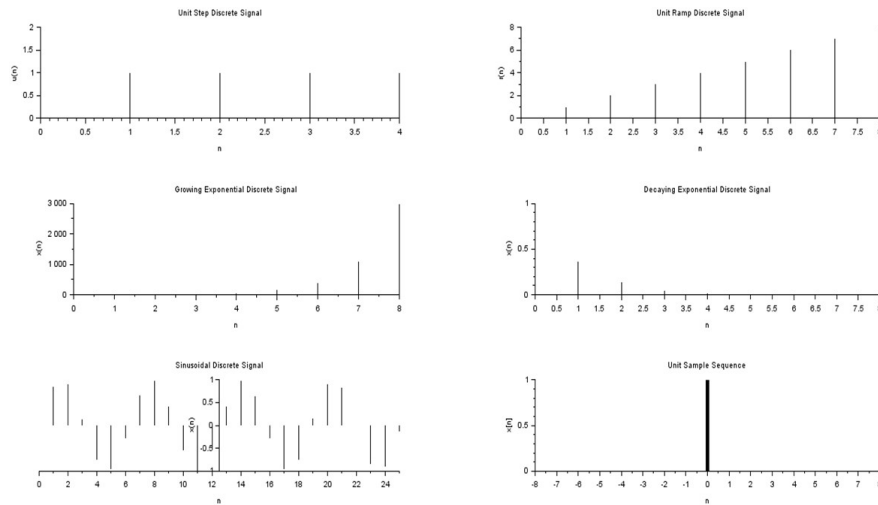 Unit Step Discrete Signal
2
1.5
1
0.5
0
u(n)
0 0.5 1 1.5 2 2.5 3 3.5 4
n
Unit Ramp Discrete Signal
8
6
4
2
0
r(n)
0 0.5 1 1.5 2 2.5 3 3.5 4 4.5 5 5.5 6 6.5 7 7.5
n
Growing Exponential Discrete Signal
3 000
2 000
1 000
0
x(n)
0 1 2 3 4 5 6 7 8
n
Decaying Exponential Discrete Signal
1
0.5
0
x(n)
0 0.5 1 1.5 2 2.5 3 3.5 4 4.5 5 5.5 6 6.5 7 7.5
n
Sinusoidal Discrete Signal
1
0.5
0
-0.5
-1
x(n)
0 2 4 6 8 10 12 14 16 18 20 22 24
n
Unit Sample Sequence
1
0.5
0
x[n]
-8 -7 -6 -5 -4 -3 -2 -1 0 1 2 3 4 5 6 7
n